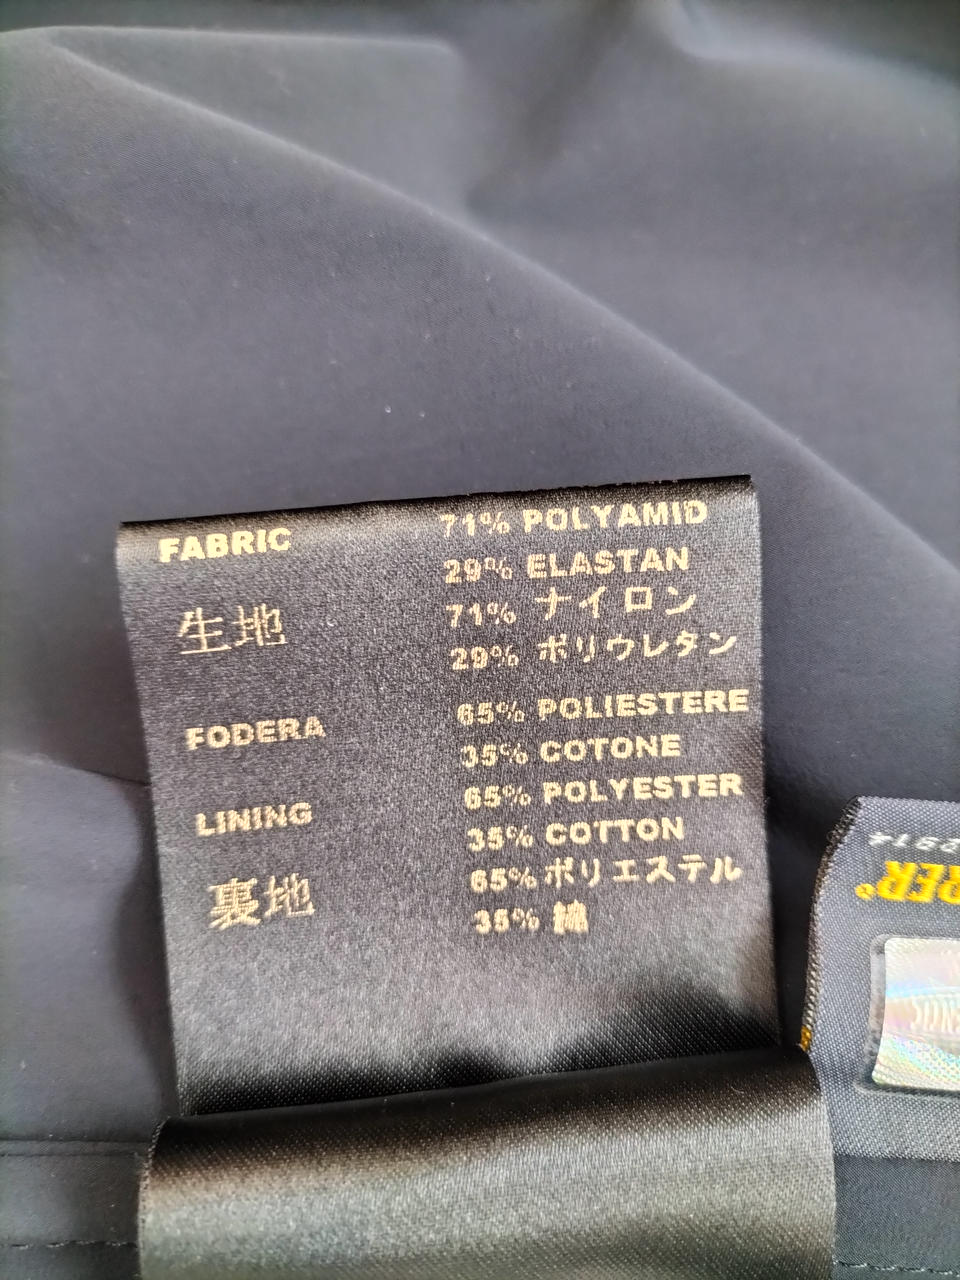 FABRIC 71% POLYAMID
29% ELASTAN
生地 71% ナイロン
29% ポリウレタン
FODERA 65% POLIESTERE
35% COTONE
LINING 65% POLYESTER
35% COTTON
裏地 65% ポリエステル
35% 綿
2914